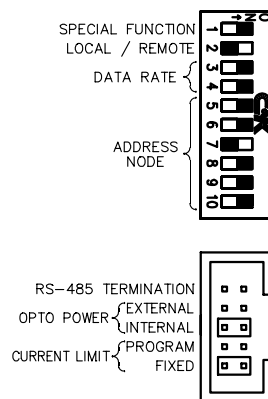 ON
↑
SPECIAL FUNCTION 1
LOCAL / REMOTE 2
DATA RATE 3
4
5
6
ADDRESS NODE 7
8
9
10
C&K
RS-485 TERMINATION
OPTO POWER EXTERNAL
INTERNAL
CURRENT LIMIT PROGRAM
FIXED